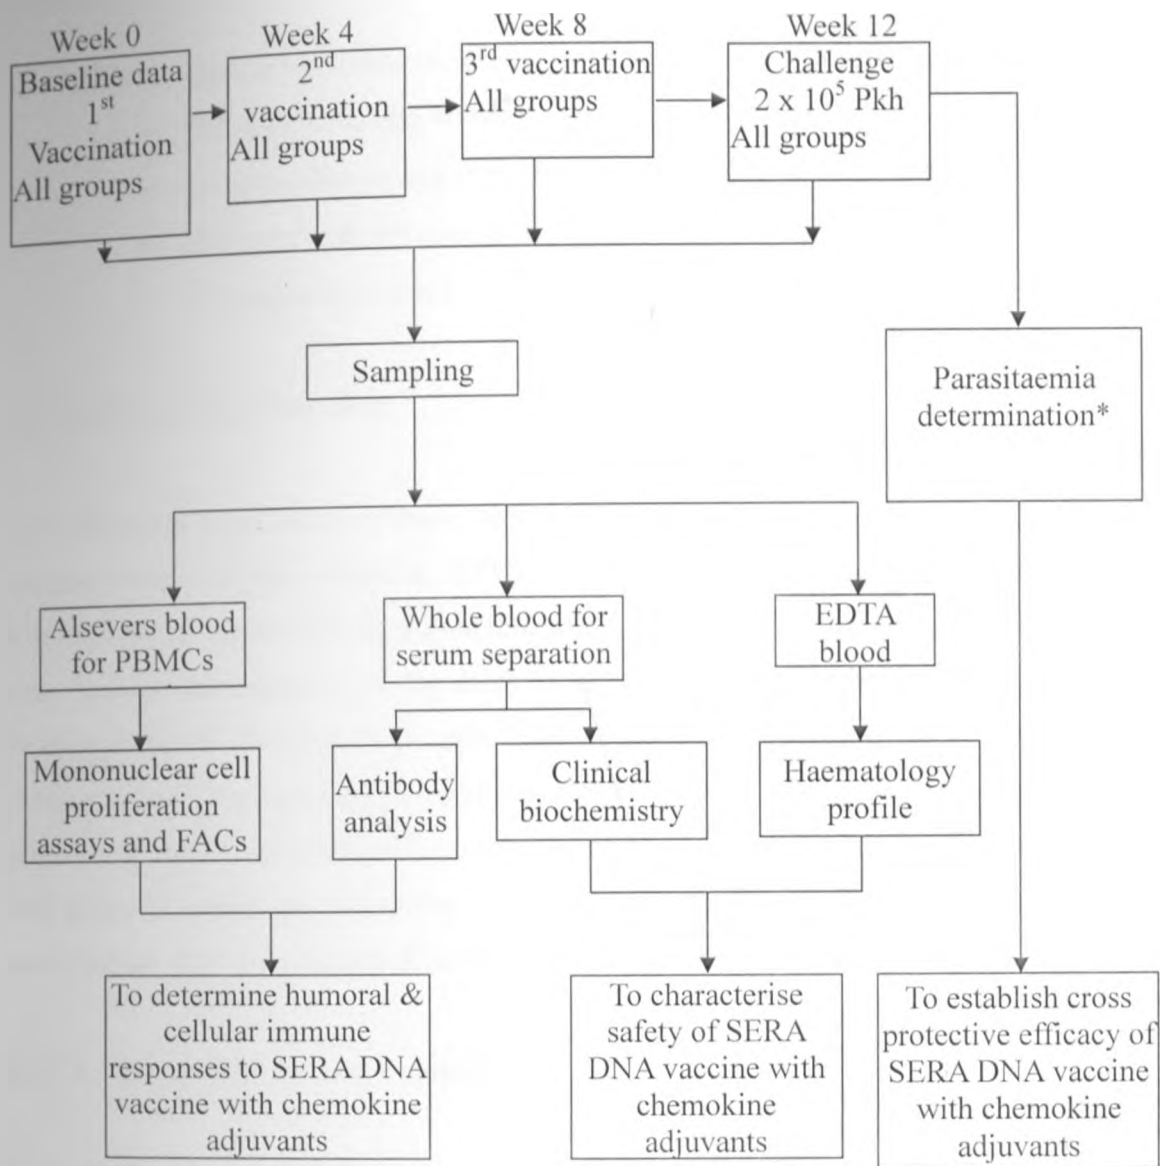 Week 0
Baseline data
1st
Vaccination
All groups
Week 4
2nd
vaccination
All groups
Week 8
3rd vaccination
All groups
Week 12
Challenge
2 x 10⁵ Pkh
All groups
Sampling
Parasitaemia
determination*
Alsevers blood
for PBMCs
Whole blood for
serum separation
EDTA
blood
Mononuclear cell
proliferation
assays and FACs
Antibody
analysis
Clinical
biochemistry
Haematology
profile
To determine humoral &
cellular immune
responses to SERA DNA
vaccine with chemokine
adjuvants
To characterise
safety of SERA
DNA vaccine with
chemokine
adjuvants
To establish cross
protective efficacy of
SERA DNA vaccine
with chemokine
adjuvants